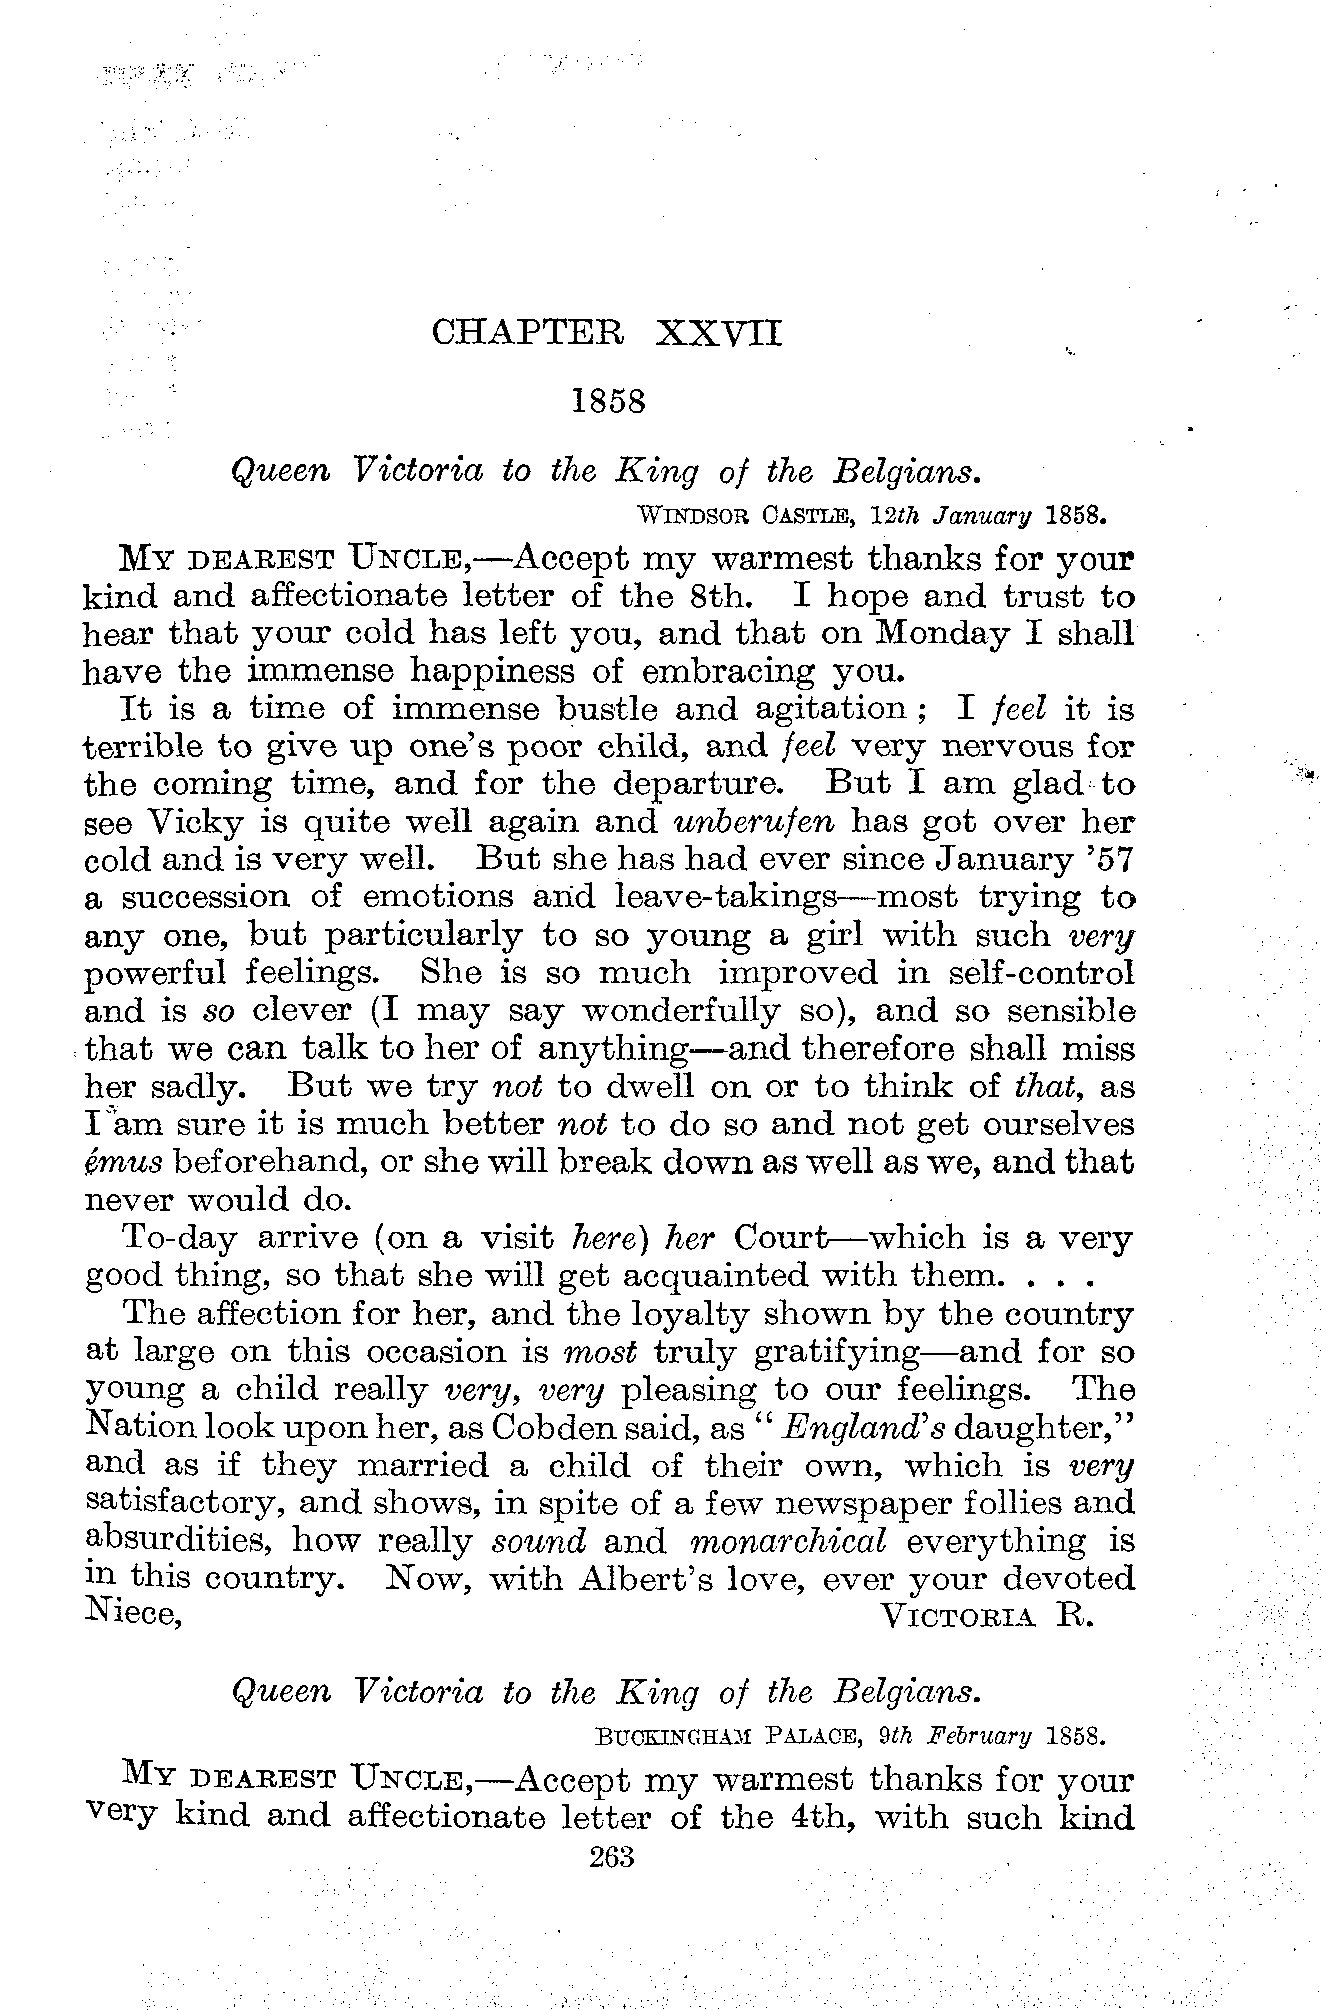 CHAPTER XXVII
1858
Queen Victoria to the King of the Belgians.
WINDSOR CASTLE, 12th January 1858.
MY DEAREST UNCLE,—Accept my warmest thanks for your
kind and affectionate letter of the 8th. I hope and trust to
hear that your cold has left you, and that on Monday I shall
have the immense happiness of embracing you.
It is a time of immense bustle and agitation; I feel it is
terrible to give up one's poor child, and feel very nervous for
the coming time, and for the departure. But I am glad to
see Vicky is quite well again and unberufen has got over her
cold and is very well. But she has had ever since January '57
a succession of emotions and leave-takings—most trying to
any one, but particularly to so young a girl with such very
powerful feelings. She is so much improved in self-control
and is so clever (I may say wonderfully so), and so sensible
that we can talk to her of anything—and therefore shall miss
her sadly. But we try not to dwell on or to think of that, as
I am sure it is much better not to do so and not get ourselves
émus beforehand, or she will break down as well as we, and that
never would do.
To-day arrive (on a visit here) her Court—which is a very
good thing, so that she will get acquainted with them. . . .
The affection for her, and the loyalty shown by the country
at large on this occasion is most truly gratifying—and for so
young a child really very, very pleasing to our feelings. The
Nation look upon her, as Cobden said, as "England's daughter,"
and as if they married a child of their own, which is very
satisfactory, and shows, in spite of a few newspaper follies and
absurdities, how really sound and monarchical everything is
in this country. Now, with Albert's love, ever your devoted
Niece, VICTORIA R.
Queen Victoria to the King of the Belgians.
BUCKINGHAM PALACE, 9th February 1858.
MY DEAREST UNCLE,—Accept my warmest thanks for your
very kind and affectionate letter of the 4th, with such kind
263